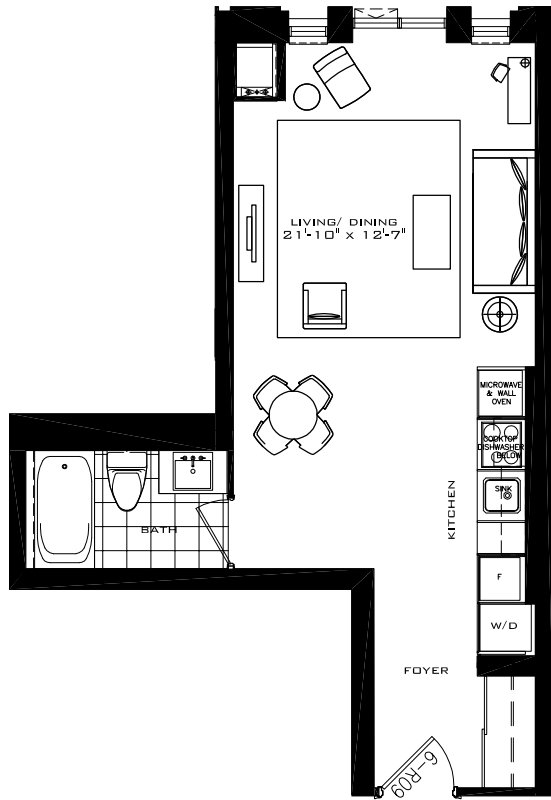 LIVING/ DINING
21'-10" x 12'-7"
MICROWAVE
& WALL
OVEN
COOKTOP
DISHWASHER
BELOW
SINK
KITCHEN
BATH
F
W/D
FOYER
6-R09